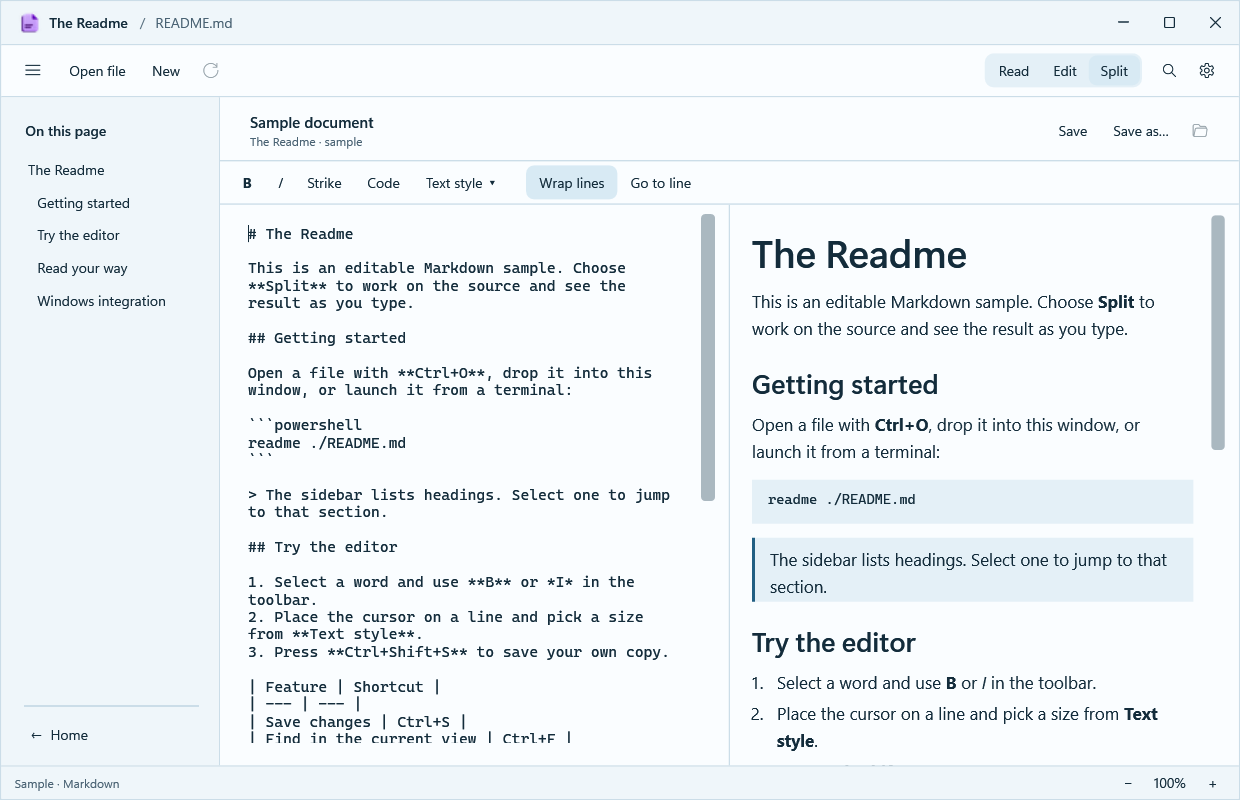 The Readme / README.md
Open file New
Read Edit Split
On this page
The Readme
Getting started
Try the editor
Read your way
Windows integration
← Home
Sample document
The Readme · sample
Save Save as...
B / Strike Code Text style ▾ Wrap lines Go to line
# The Readme
This is an editable Markdown sample. Choose
**Split** to work on the source and see the
result as you type.
## Getting started
Open a file with **Ctrl+O**, drop it into this
window, or launch it from a terminal:
```powershell
readme ./README.md
```
> The sidebar lists headings. Select one to jump
to that section.
## Try the editor
1. Select a word and use **B** or *I* in the
toolbar.
2. Place the cursor on a line and pick a size
from **Text style**.
3. Press **Ctrl+Shift+S** to save your own copy.
| Feature | Shortcut |
| --- | --- |
| Save changes | Ctrl+S |
| Find in the current view | Ctrl+F |
The Readme
This is an editable Markdown sample. Choose Split to
work on the source and see the result as you type.
Getting started
Open a file with Ctrl+O, drop it into this window, or
launch it from a terminal:
readme ./README.md
The sidebar lists headings. Select one to jump to that
section.
Try the editor
1. Select a word and use B or I in the toolbar.
2. Place the cursor on a line and pick a size from Text
style.
Sample · Markdown
− 100% +